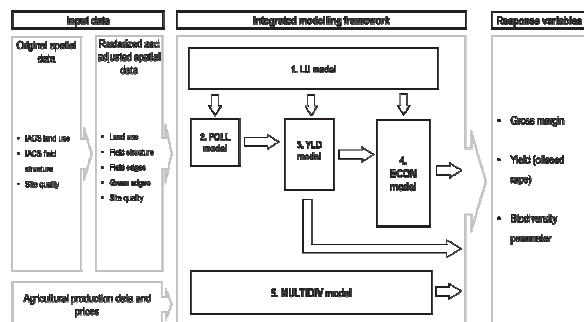 Input data
Integrated modelling framework
Response variables
Original spatial
data
• IACS land use
• IACS field
structure
• Site quality
Rasterized and
adjusted spatial
data
• Land use
• Field structure
• Field edges
• Green edges
• Site quality
Agricultural production data and
prices
1. LU model
2. POLL
model
3. YLD
model
4.
ECON
model
5. MULTIDIV model
• Gross margin
• Yield (oilseed
rape)
• Biodiversity
parameter